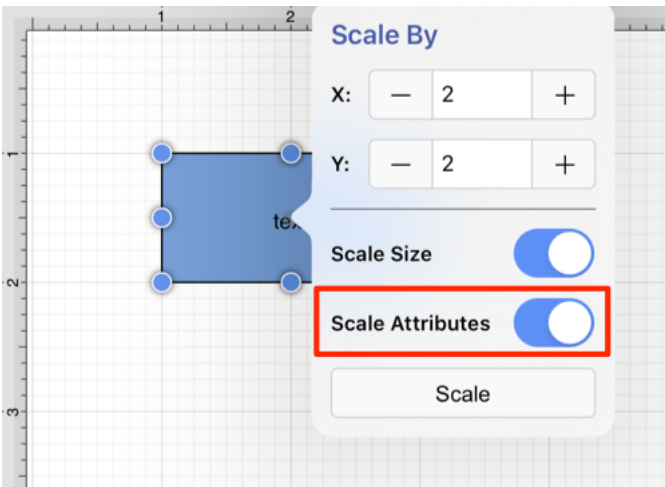 1 2
Scale By
X: — 2 +
Y: — 2 +
1
Scale Size
2
Scale Attributes
Scale
3